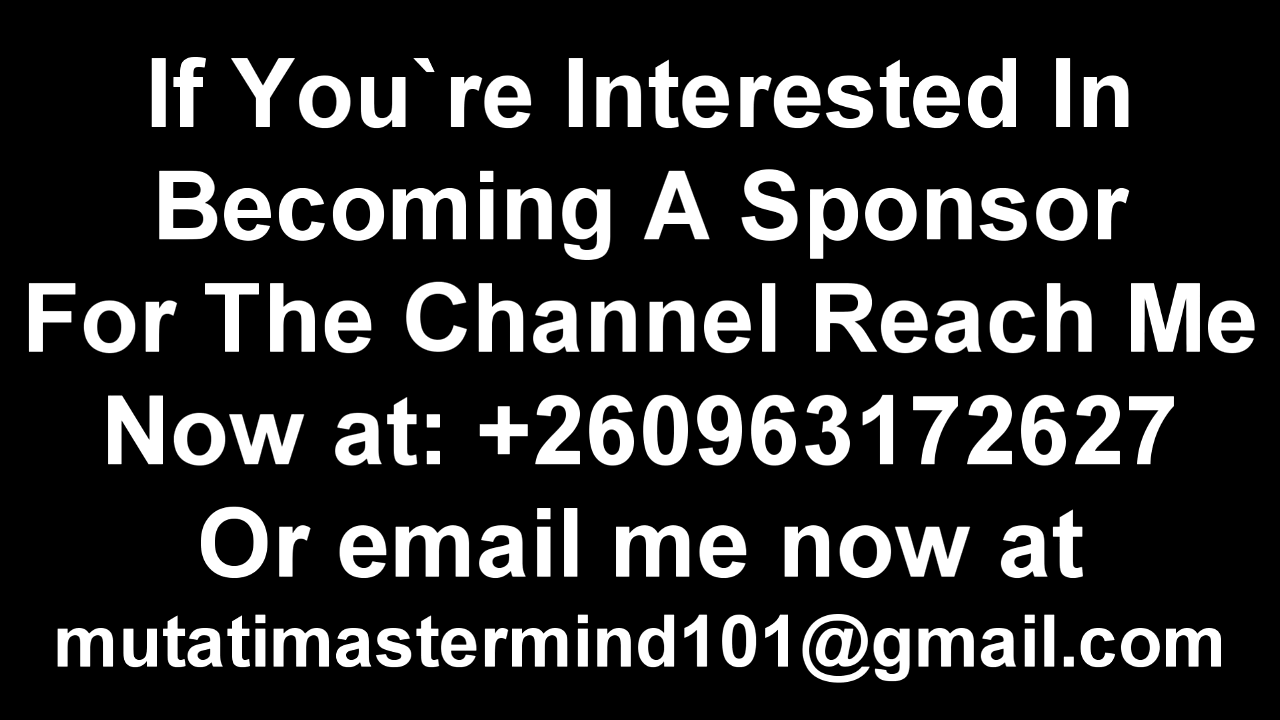 If You`re Interested In
Becoming A Sponsor
For The Channel Reach Me
Now at: +260963172627
Or email me now at
mutatimastermind101@gmail.com